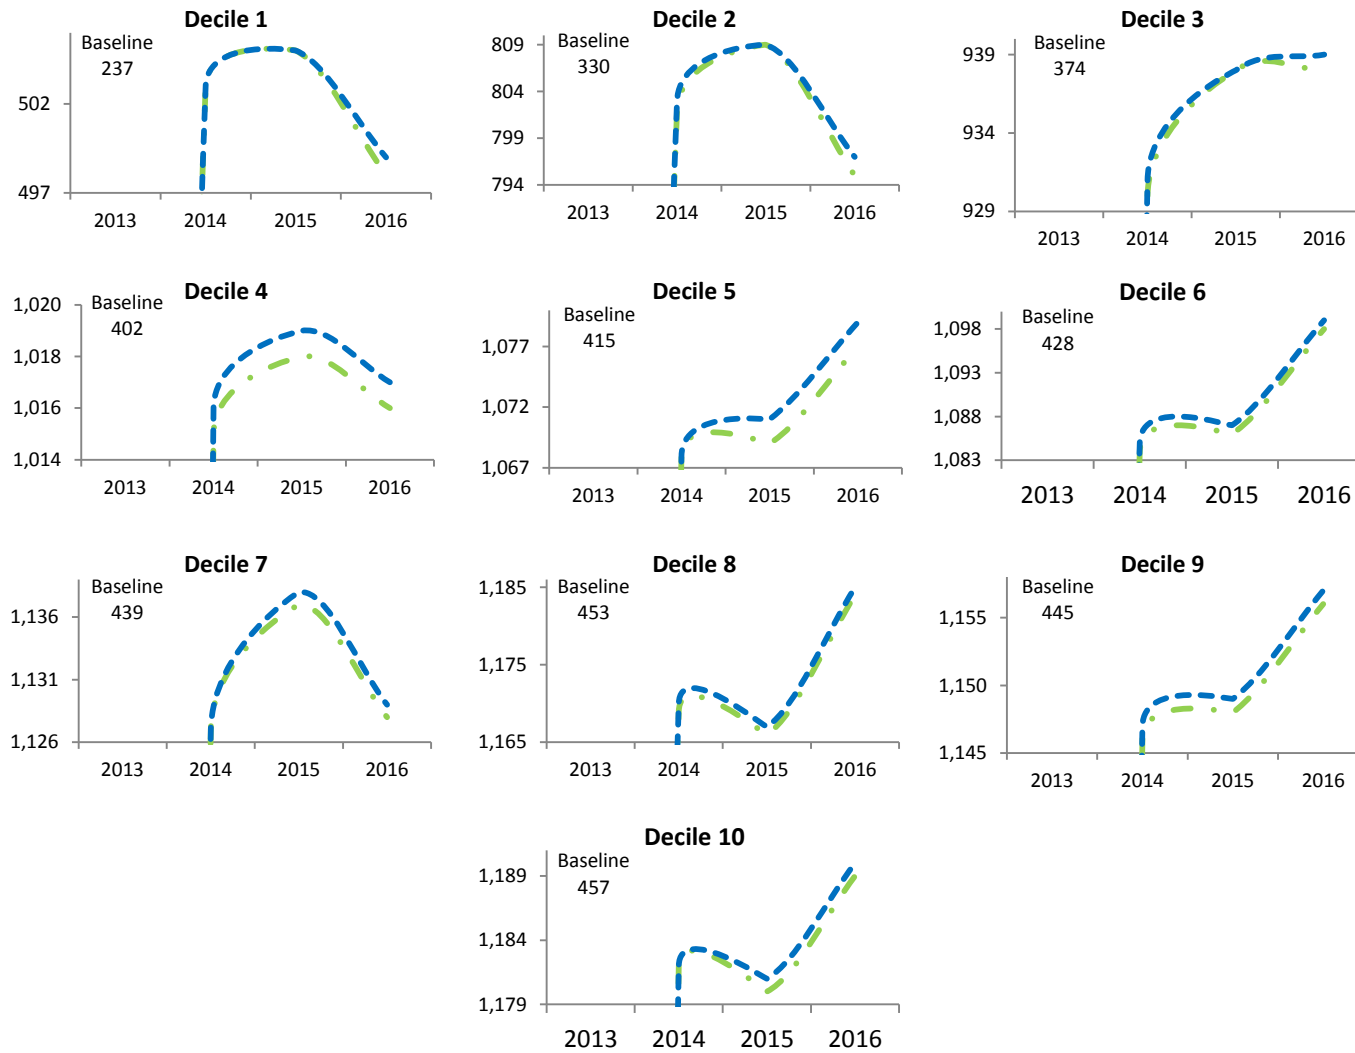 Decile 1
Baseline
237
502
497
2013 2014 2015 2016
Decile 2
Baseline
330
809
804
799
794
2013 2014 2015 2016
Decile 3
Baseline
374
939
934
929
2013 2014 2015 2016
Decile 4
Baseline
402
1,020
1,018
1,016
1,014
2013 2014 2015 2016
Decile 5
Baseline
415
1,077
1,072
1,067
2013 2014 2015 2016
Decile 6
Baseline
428
1,098
1,093
1,088
1,083
2013 2014 2015 2016
Decile 7
Baseline
439
1,136
1,131
1,126
2013 2014 2015 2016
Decile 8
Baseline
453
1,185
1,175
1,165
2013 2014 2015 2016
Decile 9
Baseline
445
1,155
1,150
1,145
2013 2014 2015 2016
Decile 10
Baseline
457
1,189
1,184
1,179
2013 2014 2015 2016